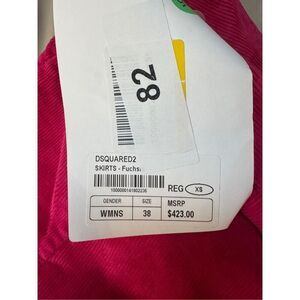 82
DSQUARED2
SKIRTS - Fuchs.
REG XS
GENDER SIZE MSRP
WMNS 38 $423.00